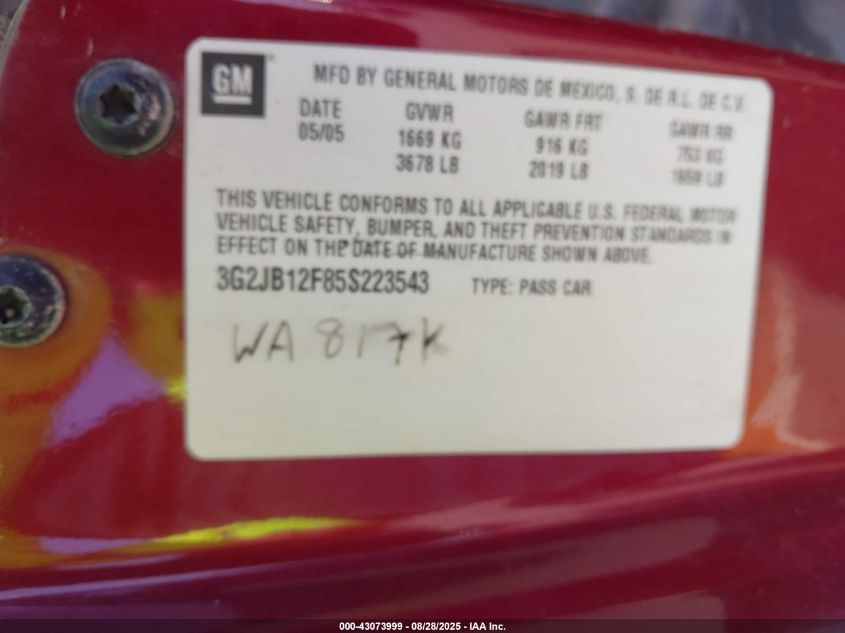 GM
MFD BY GENERAL MOTORS DE MEXICO, S. DE R.L. DE C.V.
DATE GVWR GAWR FRT GAWR RR
05/05 1669 KG 916 KG 753 KG
3678 LB 2019 LB 1659 LB
THIS VEHICLE CONFORMS TO ALL APPLICABLE U.S. FEDERAL MOTOR
VEHICLE SAFETY, BUMPER, AND THEFT PREVENTION STANDARDS IN
EFFECT ON THE DATE OF MANUFACTURE SHOWN ABOVE.
3G2JB12F85S223543 TYPE: PASS CAR
WA 817K
000-43073999 • 08/28/2025 - IAA Inc.